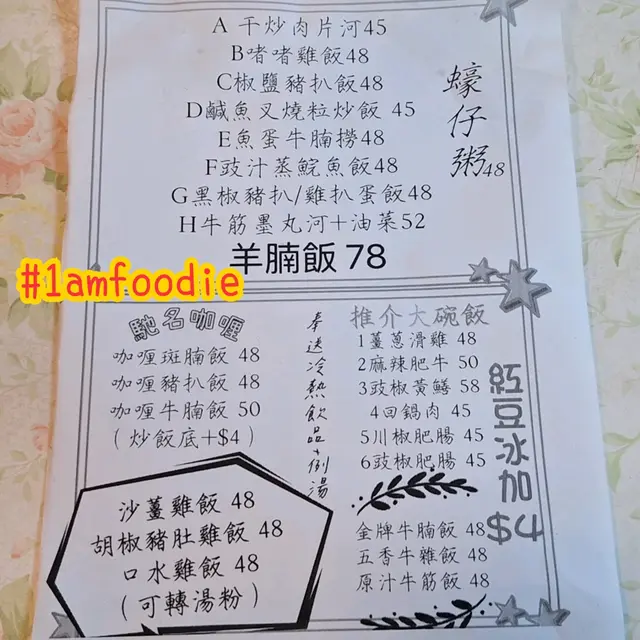 A 干炒肉片河45
B啫啫雞飯48
C椒鹽豬扒飯48
D鹹魚叉燒粒炒飯 45
E魚蛋牛腩撈48
F豉汁蒸鯇魚飯48
G黑椒豬扒/雞扒蛋飯48
H牛筋墨丸河+油菜52
羊腩飯 78
蠔仔粥48
#1amfoodie
馳名咖喱
咖喱斑腩飯 48
咖喱豬扒飯 48
咖喱牛腩飯 50
(炒飯底+$4)
奉送冷熱飲品+例湯
推介大碗飯
1薑蔥滑雞 48
2麻辣肥牛 50
3豉椒黃鱔 58
4回鍋肉 45
5川椒肥腸 45
6豉椒肥腸 45
紅豆冰加$4
沙薑雞飯 48
胡椒豬肚雞飯 48
口水雞飯 48
(可轉湯粉)
金牌牛腩飯 48
五香牛雜飯 48
原汁牛筋飯 48